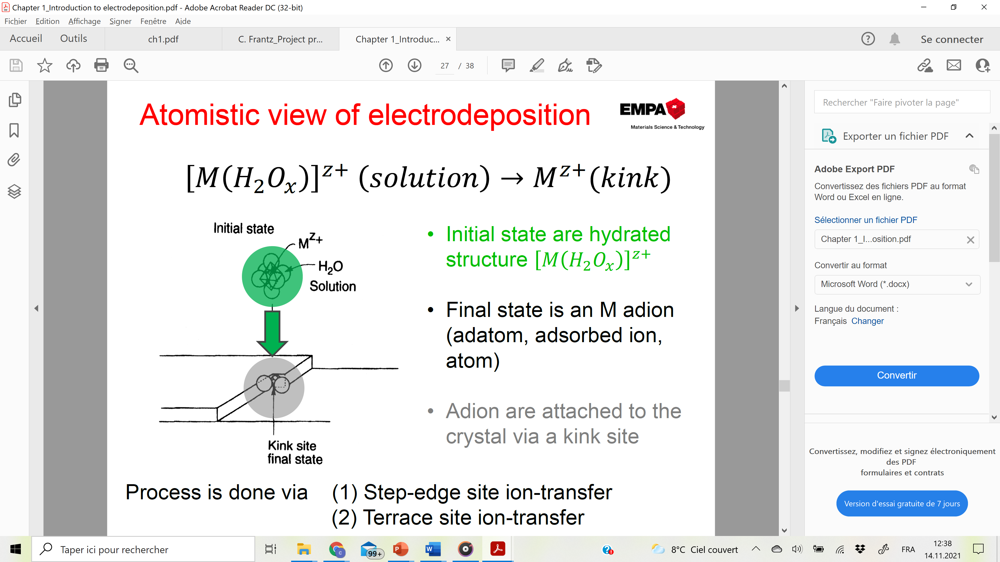 Chapter 1_Introduction to electrodeposition.pdf - Adobe Acrobat Reader DC (32-bit)
Fichier Edition Affichage Signer Fenêtre Aide
Accueil Outils ch1.pdf C. Frantz_Project pr... Chapter 1_Introduc... × Se connecter
27 / 38
Atomistic view of electrodeposition
EMPA
Materials Science & Technology
[M(H₂Oₓ)]ᶻ⁺ (solution) → Mᶻ⁺(kink)
Initial state
Mᶻ⁺
H₂O
Solution
Kink site
final state
• Initial state are hydrated
structure [M(H₂Oₓ)]ᶻ⁺
• Final state is an M adion
(adatom, adsorbed ion,
atom)
• Adion are attached to the
crystal via a kink site
Process is done via (1) Step-edge site ion-transfer
(2) Terrace site ion-transfer
Rechercher "Faire pivoter la page"
Exporter un fichier PDF
Adobe Export PDF
Convertissez des fichiers PDF au format
Word ou Excel en ligne.
Sélectionner un fichier PDF
Chapter 1_I...osition.pdf
Convertir au format
Microsoft Word (*.docx)
Langue du document :
Français Changer
Convertir
Convertissez, modifiez et signez électroniquement
des PDF
formulaires et contrats
Version d'essai gratuite de 7 jours
Taper ici pour rechercher
99+
8°C Ciel couvert
FRA
12:38
14.11.2021